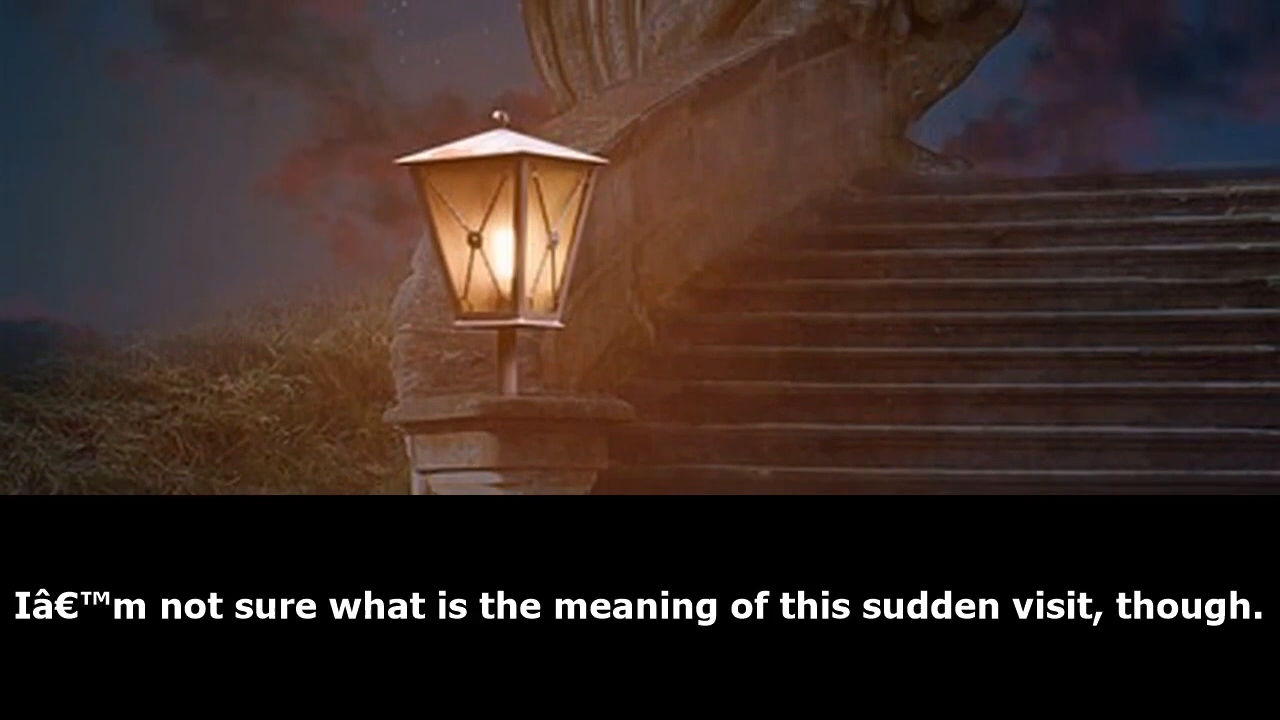 Iâ€™m not sure what is the meaning of this sudden visit, though.